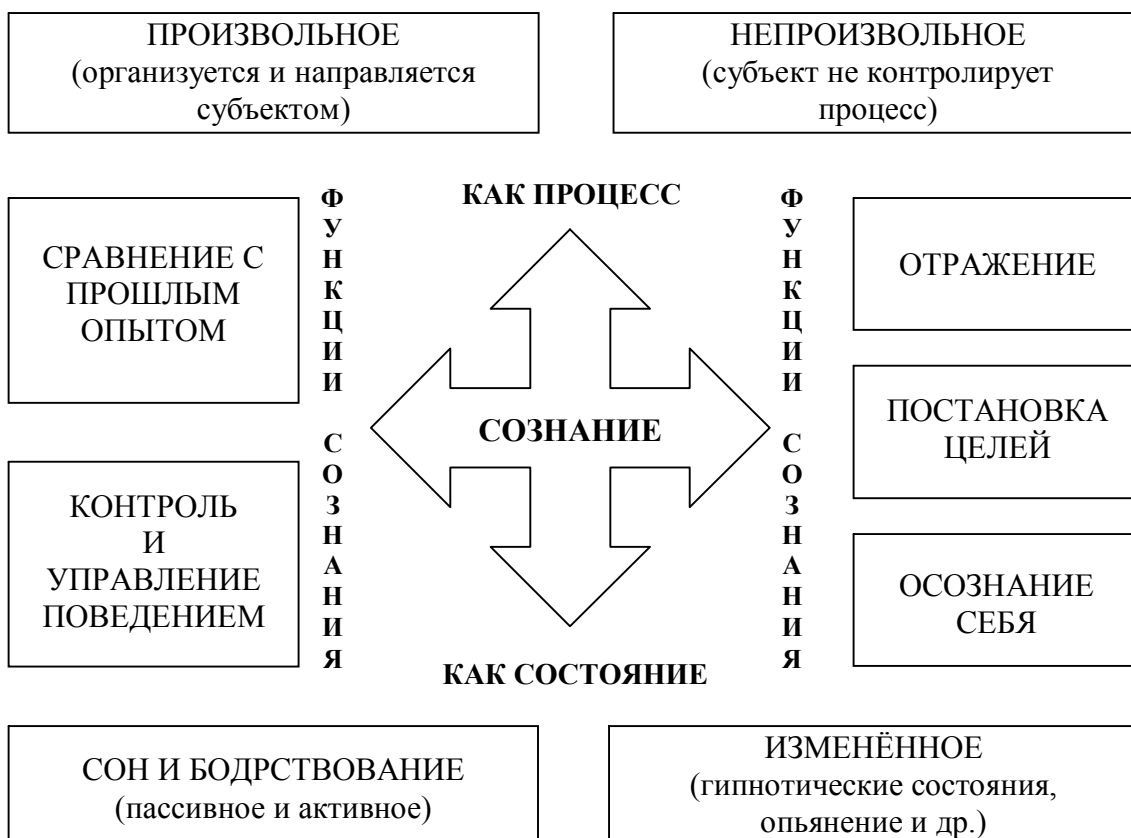 ПРОИЗВОЛЬНОЕ
(организуется и направляется
субъектом)
НЕПРОИЗВОЛЬНОЕ
(субъект не контролирует
процесс)
КАК ПРОЦЕСС
СРАВНЕНИЕ С
ПРОШЛЫМ
ОПЫТОМ
КОНТРОЛЬ
И
УПРАВЛЕНИЕ
ПОВЕДЕНИЕМ
ФУНКЦИИ СОЗНАНИЯ
СОЗНАНИЕ
ФУНКЦИИ СОЗНАНИЯ
ОТРАЖЕНИЕ
ПОСТАНОВКА
ЦЕЛЕЙ
ОСОЗНАНИЕ
СЕБЯ
КАК СОСТОЯНИЕ
СОН И БОДРСТВОВАНИЕ
(пассивное и активное)
ИЗМЕНЁННОЕ
(гипнотические состояния,
опьянение и др.)